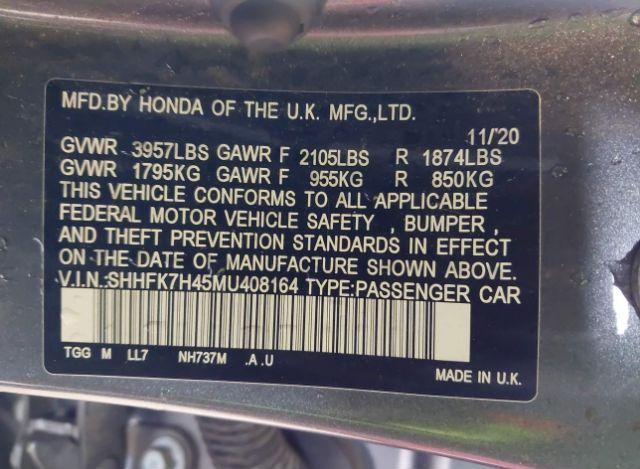 MFD.BY HONDA OF THE U.K. MFG.,LTD.
11/'20
GVWR 3957LBS GAWR F 2105LBS R 1874LBS
GVWR 1795KG GAWR F 955KG R 850KG
THIS VEHICLE CONFORMS TO ALL APPLICABLE
FEDERAL MOTOR VEHICLE SAFETY , BUMPER ,
AND THEFT PREVENTION STANDARDS IN EFFECT
ON THE DATE OF MANUFACTURE SHOWN ABOVE.
V.I.N.:SHHFK7H45MU408164 TYPE:PASSENGER CAR
TGG M LL7 NH737M .A .U
MADE IN U.K.